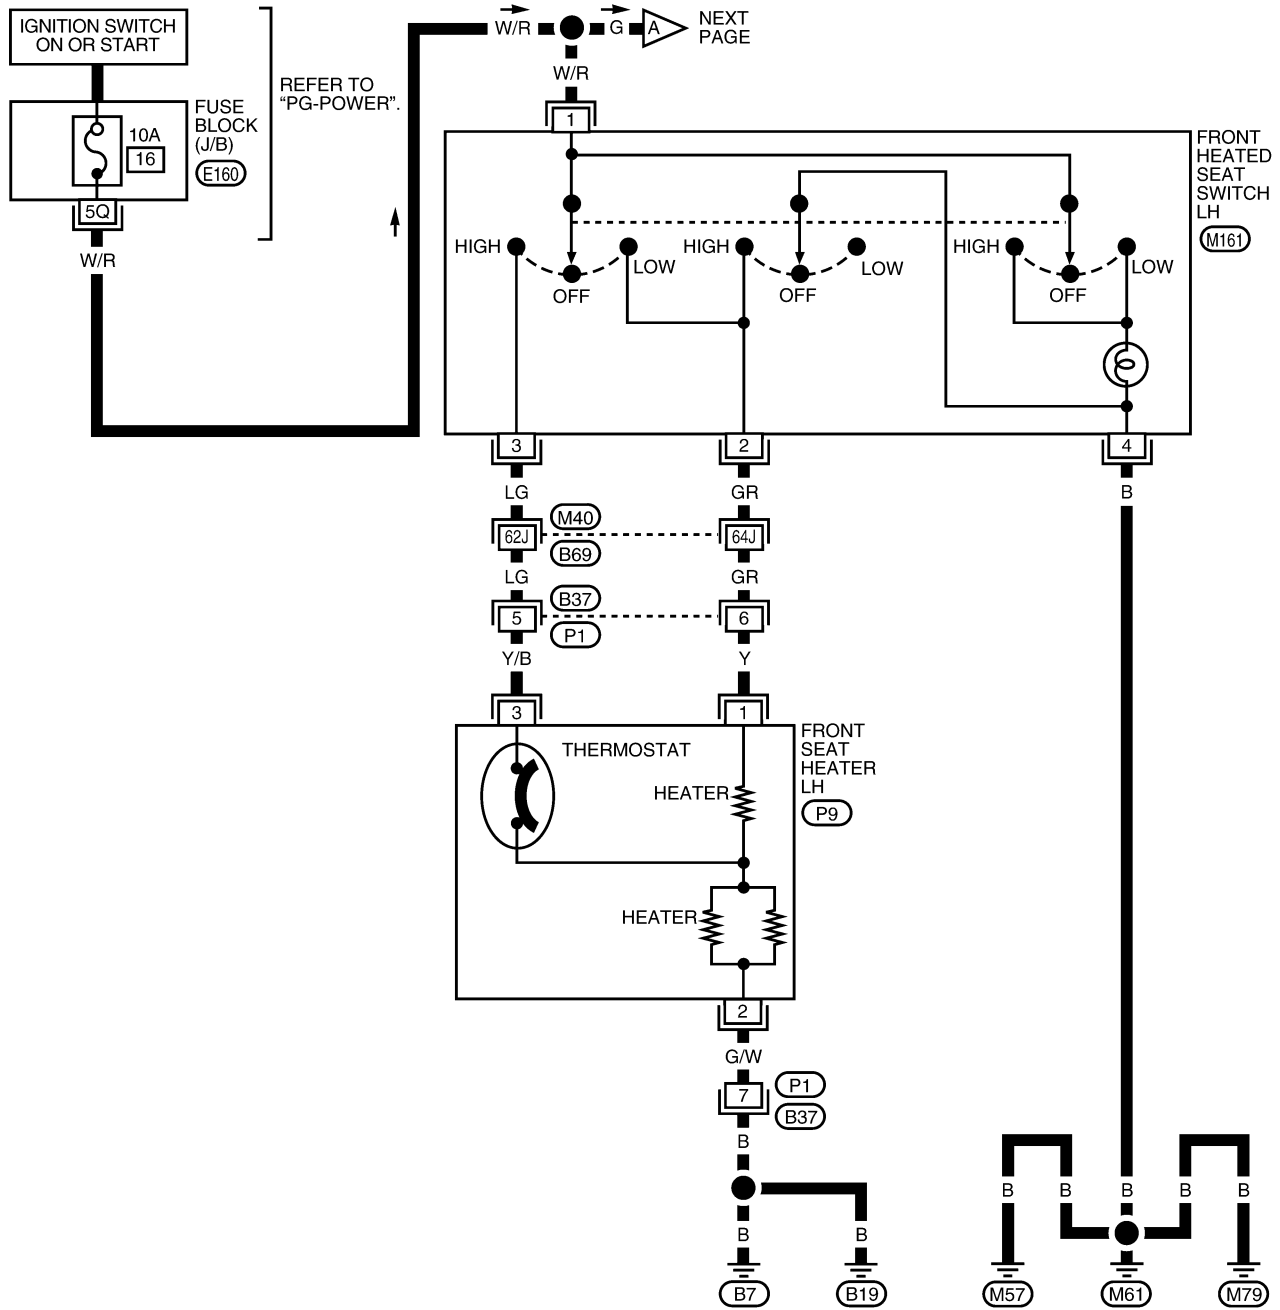 IGNITION SWITCH
ON OR START
10A
16
FUSE
BLOCK
(J/B)
E160
5Q
W/R
REFER TO
“PG-POWER”.
W/R
G
A
NEXT
PAGE
W/R
1
FRONT
HEATED
SEAT
SWITCH
LH
M161
HIGH
OFF
LOW
HIGH
OFF
LOW
HIGH
OFF
LOW
3
2
4
LG
GR
B
62J
M40
B69
64J
LG
GR
5
B37
P1
6
Y/B
Y
3
1
THERMOSTAT
HEATER
FRONT
SEAT
HEATER
LH
P9
HEATER
2
G/W
7
P1
B37
B
B
B
B
B
B
B
B
B7
B19
M57
M61
M79